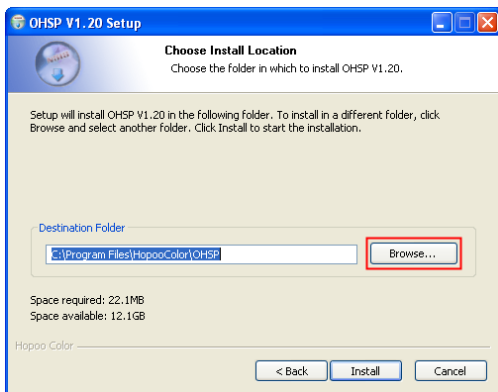 OHSP V1.20 Setup
Choose Install Location
Choose the folder in which to install OHSP V1.20.
Setup will install OHSP V1.20 in the following folder. To install in a different folder, click
Browse and select another folder. Click Install to start the installation.
Destination Folder
C:\Program Files\HopooColor\OHSP
Browse...
Space required: 22.1MB
Space available: 12.1GB
Hopoo Color
< Back
Install
Cancel